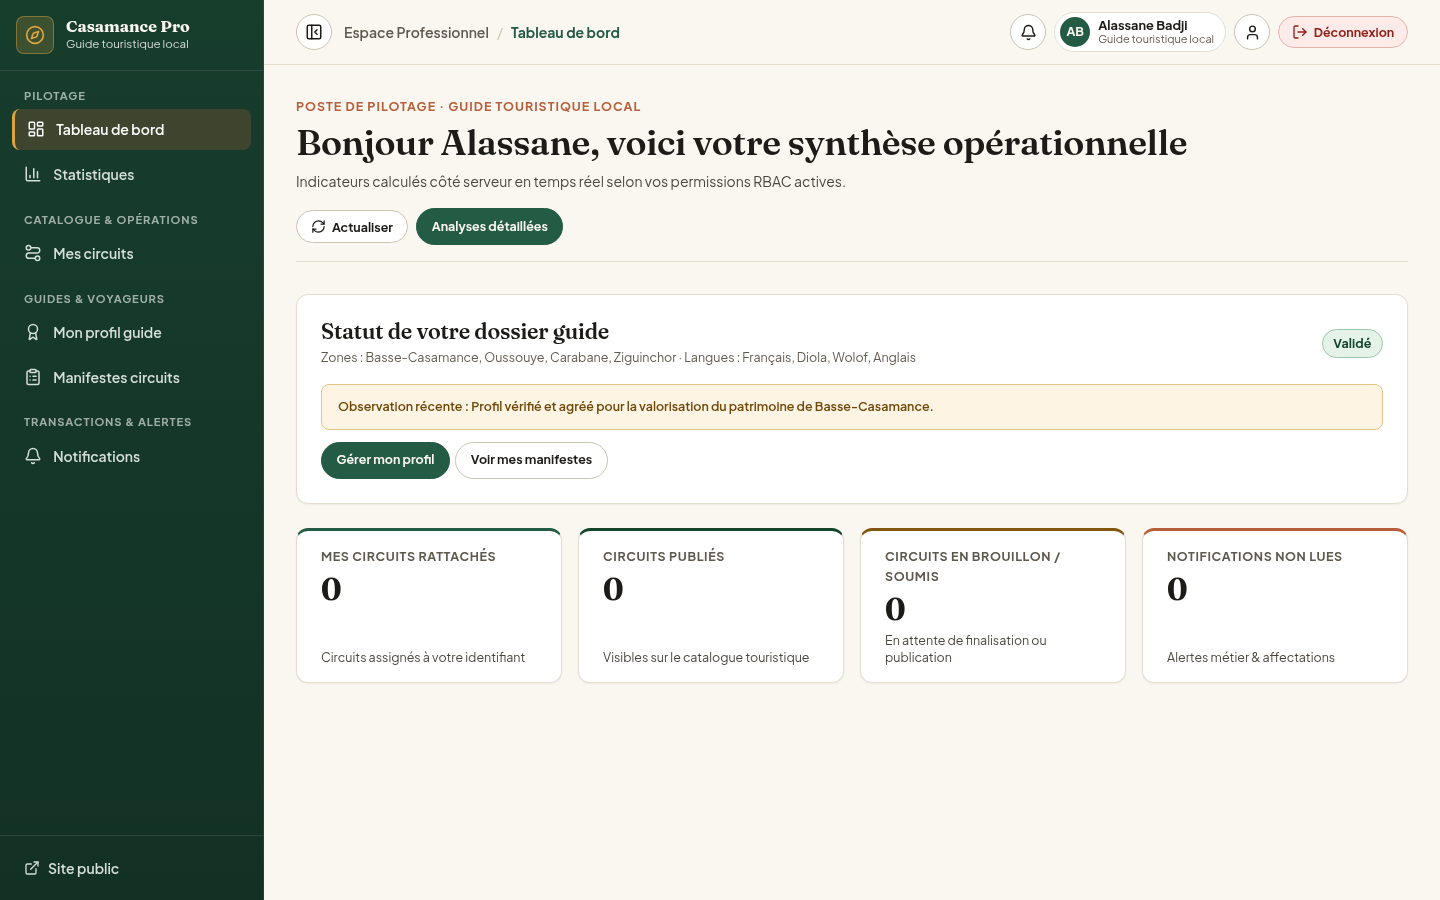 Casamance Pro
Guide touristique local
PILOTAGE
Tableau de bord
Statistiques
CATALOGUE & OPÉRATIONS
Mes circuits
GUIDES & VOYAGEURS
Mon profil guide
Manifestes circuits
TRANSACTIONS & ALERTES
Notifications
Site public
Espace Professionnel / Tableau de bord
AB
Alassane Badji
Guide touristique local
Déconnexion
POSTE DE PILOTAGE · GUIDE TOURISTIQUE LOCAL
Bonjour Alassane, voici votre synthèse opérationnelle
Indicateurs calculés côté serveur en temps réel selon vos permissions RBAC actives.
Actualiser
Analyses détaillées
Statut de votre dossier guide
Zones : Basse-Casamance, Oussouye, Carabane, Ziguinchor · Langues : Français, Diola, Wolof, Anglais
Validé
Observation récente : Profil vérifié et agréé pour la valorisation du patrimoine de Basse-Casamance.
Gérer mon profil
Voir mes manifestes
MES CIRCUITS RATTACHÉS
0
Circuits assignés à votre identifiant
CIRCUITS PUBLIÉS
0
Visibles sur le catalogue touristique
CIRCUITS EN BROUILLON /
SOUMIS
0
En attente de finalisation ou
publication
NOTIFICATIONS NON LUES
0
Alertes métier & affectations